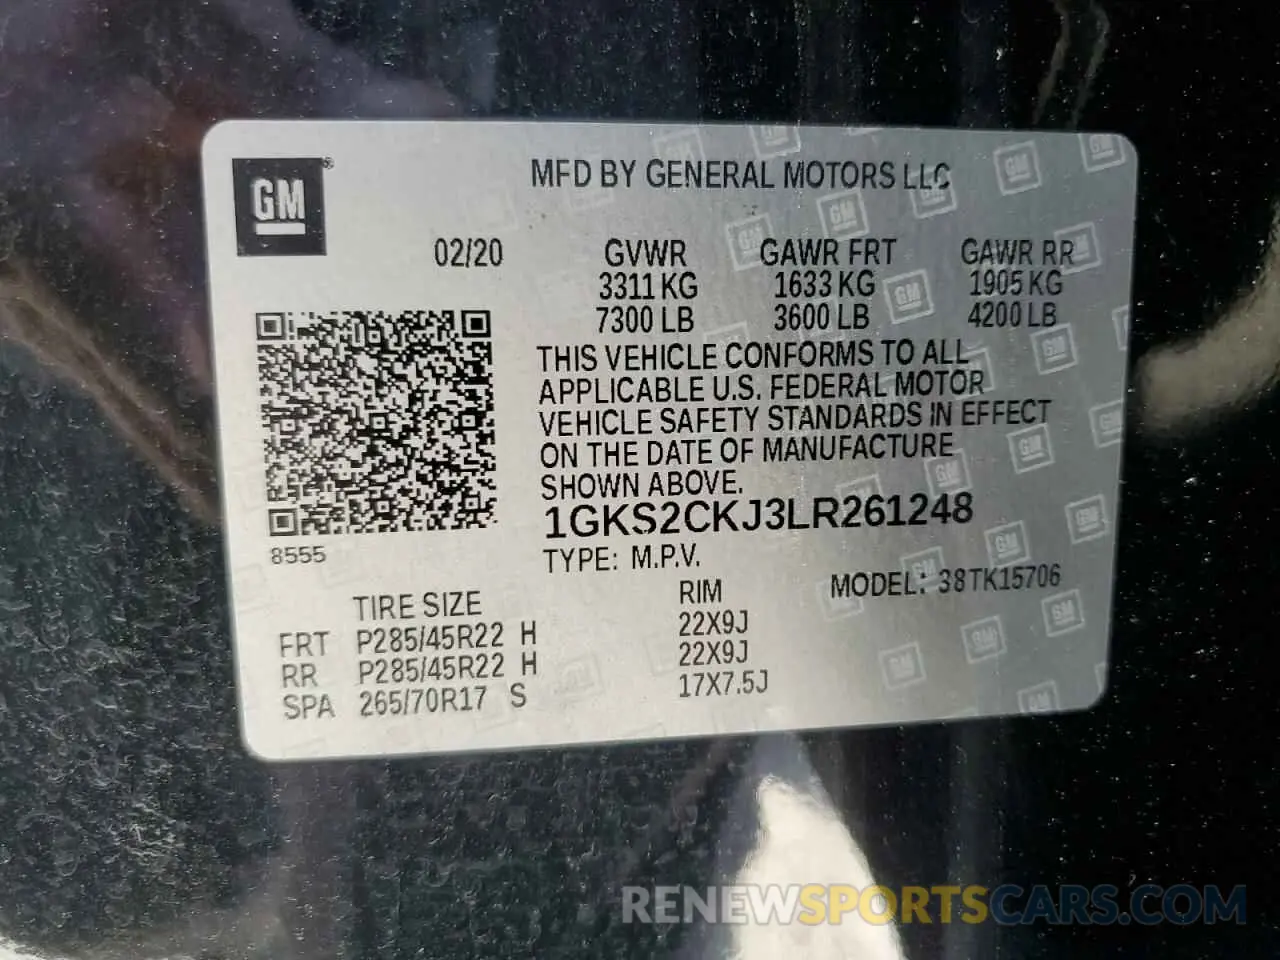 GM®
MFD BY GENERAL MOTORS LLC
02/20 GVWR GAWR FRT GAWR RR
3311 KG 1633 KG 1905 KG
7300 LB 3600 LB 4200 LB
THIS VEHICLE CONFORMS TO ALL
APPLICABLE U.S. FEDERAL MOTOR
VEHICLE SAFETY STANDARDS IN EFFECT
ON THE DATE OF MANUFACTURE
SHOWN ABOVE.
1GKS2CKJ3LR261248
8555
TYPE: M.P.V. MODEL: 38TK15706
TIRE SIZE RIM
FRT P285/45R22 H 22X9J
RR P285/45R22 H 22X9J
SPA 265/70R17 S 17X7.5J
RENEWSPORTSCARS.COM